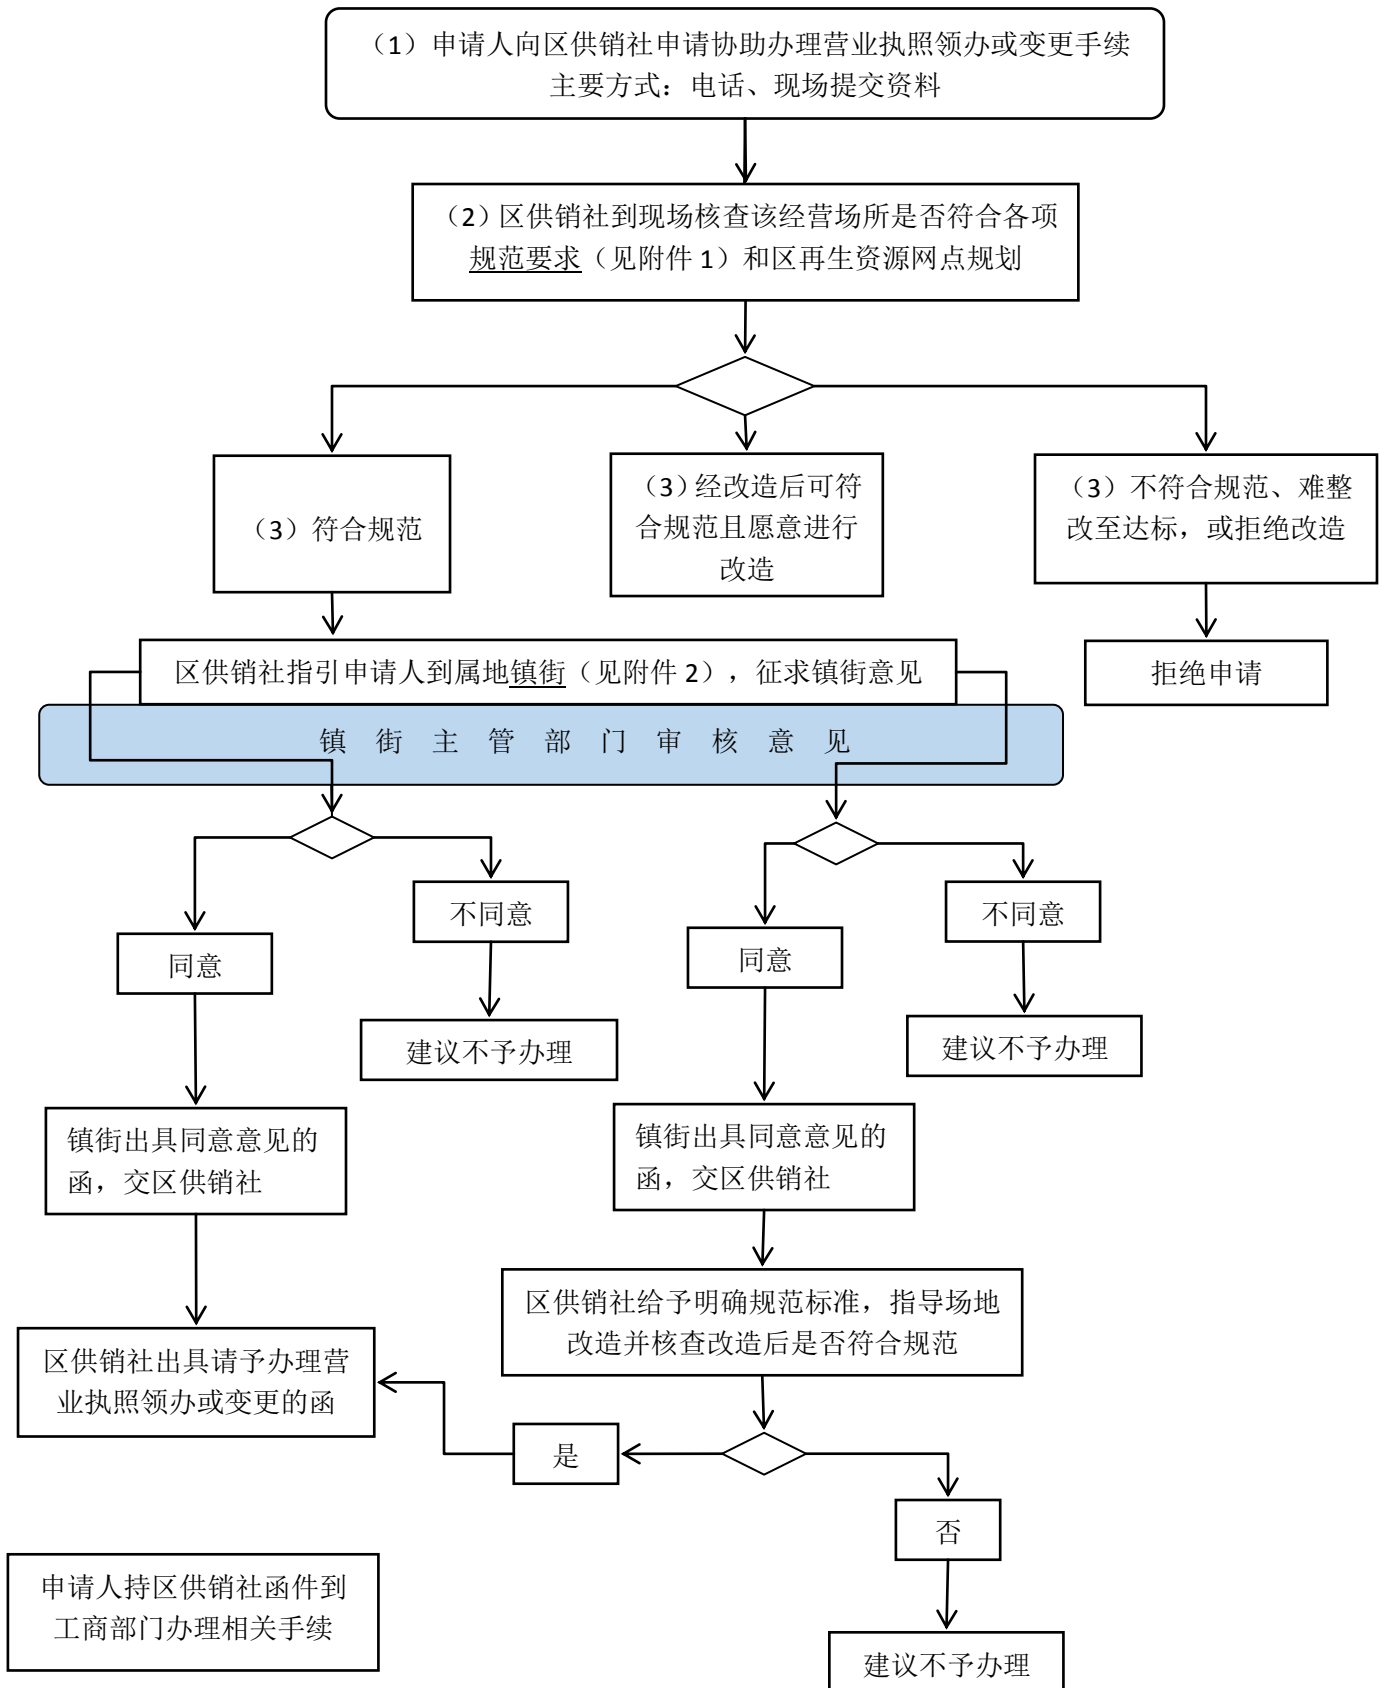 （1）申请人向区供销社申请协助办理营业执照领办或变更手续
主要方式：电话、现场提交资料
（2）区供销社到现场核查该经营场所是否符合各项
规范要求（见附件 1）和区再生资源网点规划
（3）符合规范
（3）经改造后可符
合规范且愿意进行
改造
（3）不符合规范、难整
改至达标，或拒绝改造
区供销社指引申请人到属地镇街（见附件 2），征求镇街意见
拒绝申请
镇 街 主 管 部 门 审 核 意 见
不同意
同意
不同意
同意
建议不予办理
建议不予办理
镇街出具同意意见的
函，交区供销社
镇街出具同意意见的
函，交区供销社
区供销社给予明确规范标准，指导场地
改造并核查改造后是否符合规范
区供销社出具请予办理营
业执照领办或变更的函
是
否
申请人持区供销社函件到
工商部门办理相关手续
建议不予办理